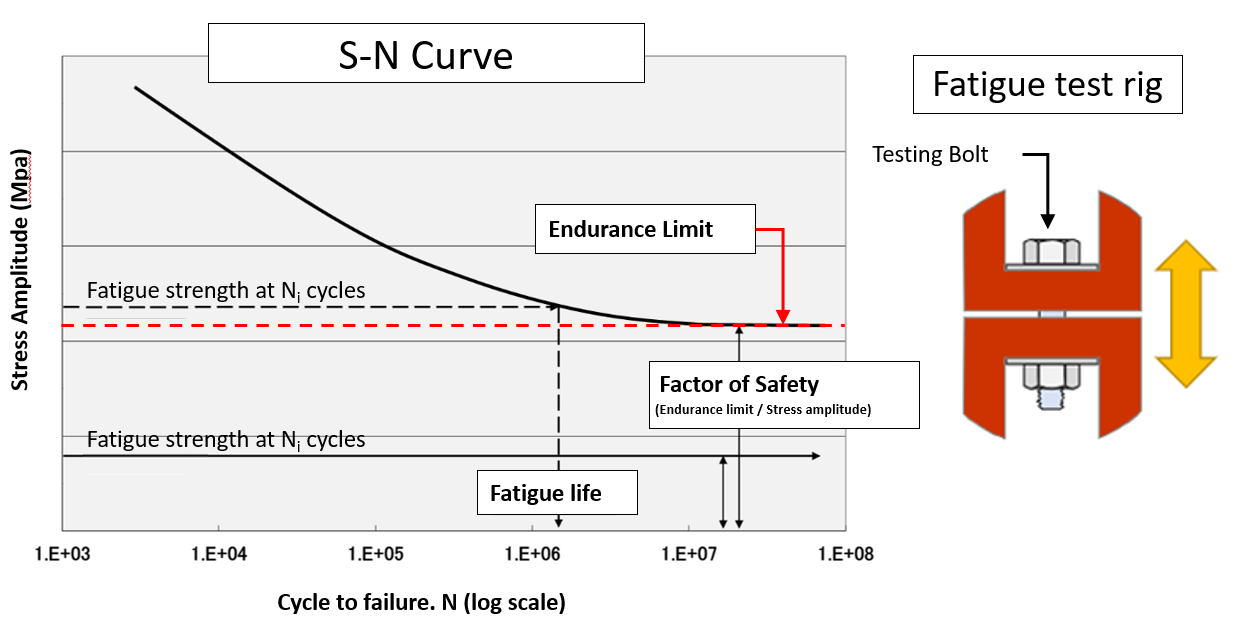 S-N Curve
Fatigue test rig
Testing Bolt
Stress Amplitude (Mpa)
Endurance Limit
Fatigue strength at Ni cycles
Factor of Safety
(Endurance limit / Stress amplitude)
Fatigue strength at Ni cycles
Fatigue life
1.E+03 1.E+04 1.E+05 1.E+06 1.E+07 1.E+08
Cycle to failure. N (log scale)